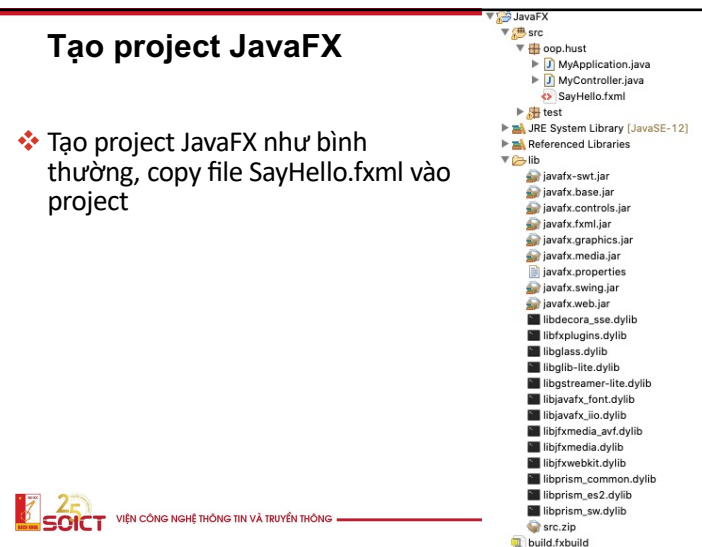 Tạo project JavaFX
Tạo project JavaFX như bình
thường, copy file SayHello.fxml vào
project
JavaFX
src
oop.hust
MyApplication.java
MyController.java
SayHello.fxml
test
JRE System Library [JavaSE-12]
Referenced Libraries
lib
javafx-swt.jar
javafx.base.jar
javafx.controls.jar
javafx.fxml.jar
javafx.graphics.jar
javafx.media.jar
javafx.properties
javafx.swing.jar
javafx.web.jar
libdecora_sse.dylib
libfxplugins.dylib
libglass.dylib
libglib-lite.dylib
libgstreamer-lite.dylib
libjavafx_font.dylib
libjavafx_iio.dylib
libjfxmedia_avf.dylib
libjfxmedia.dylib
libjfxwebkit.dylib
libprism_common.dylib
libprism_es2.dylib
libprism_sw.dylib
src.zip
build.fxbuild
25
SOICT
VIỆN CÔNG NGHỆ THÔNG TIN VÀ TRUYỀN THÔNG